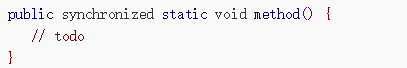 public synchronized static void method() {
   // todo
}